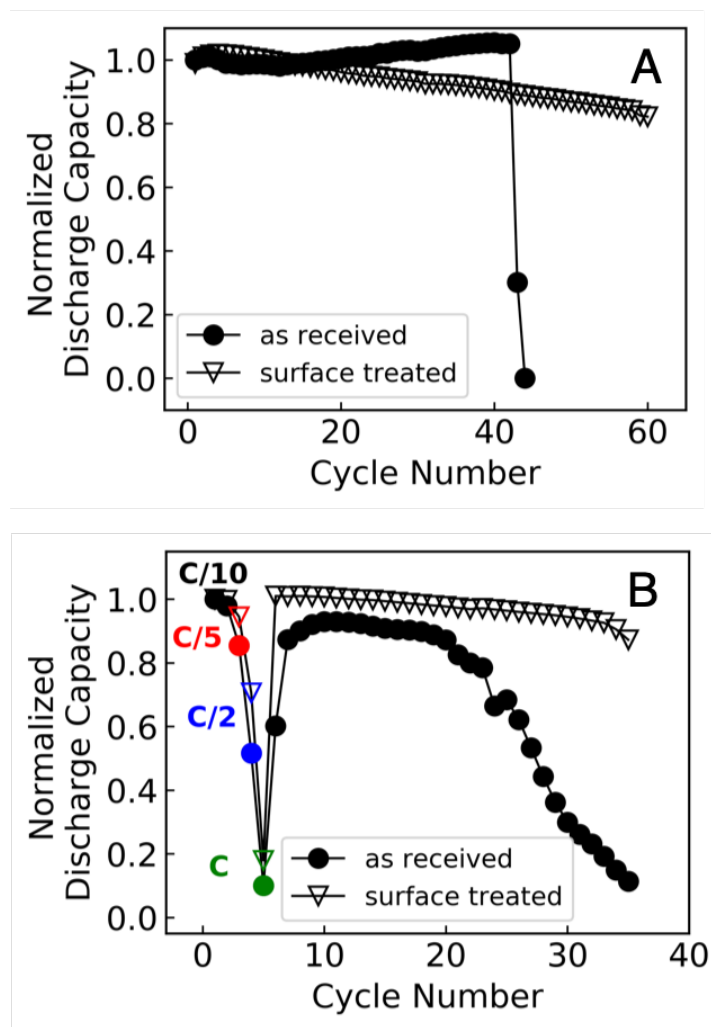 A
1.0
0.8
0.6
0.4
0.2
0.0
Normalized
Discharge Capacity
as received
surface treated
0 20 40 60
Cycle Number
B
C/10
C/5
C/2
C
1.0
0.8
0.6
0.4
0.2
0.0
Normalized
Discharge Capacity
as received
surface treated
0 10 20 30 40
Cycle Number